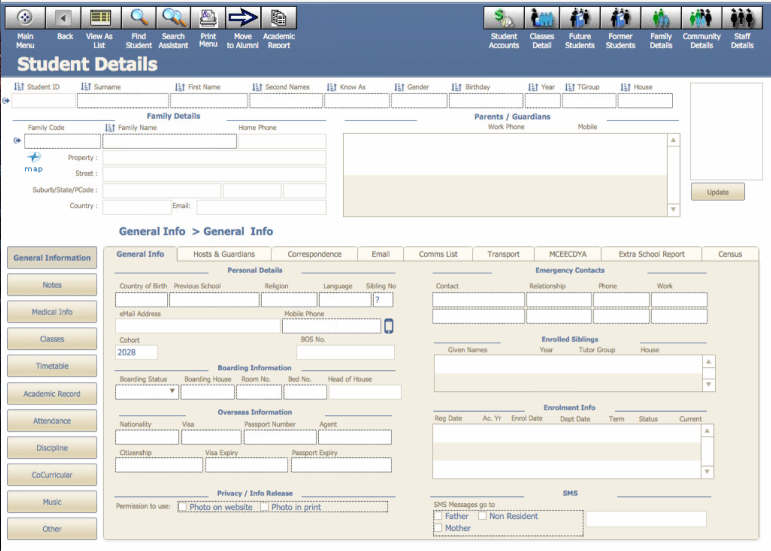 Main Menu Back View As List Find Student Search Assistant Print Menu Move to Alumni Academic Report Student Accounts Classes Detail Future Students Former Students Family Details Community Details Staff Details
Student Details
Student ID Surname First Name Second Names Know As Gender Birthday Year TGroup House
Family Details Parents / Guardians
Family Code Family Name Home Phone Work Phone Mobile
map
Property :
Street :
Suburb/State/PCode :
Country : Email:
Update
General Info > General Info
General Information
Notes
Medical Info
Classes
Timetable
Academic Record
Attendance
Discipline
CoCurricular
Music
Other
General Info Hosts & Guardians Correspondence Email Comms List Transport MCEECDYA Extra School Report Census
Personal Details
Country of Birth Previous School Religion Language Sibling No
?
eMail Address Mobile Phone
Cohort BOS No.
2028
Boarding Information
Boarding Status Boarding House Room No. Bed No. Head of House
Overseas Information
Nationality Visa Passport Number Agent
Citizenship Visa Expiry Passport Expiry
Privacy / Info Release
Permission to use: Photo on website Photo in print
Emergency Contacts
Contact Relationship Phone Work
Enrolled Siblings
Given Names Year Tutor Group House
Enrolment Info
Reg Date Ac. Yr Enrol Date Dept Date Term Status Current
SMS
SMS Messages go to
Father Non Resident
Mother